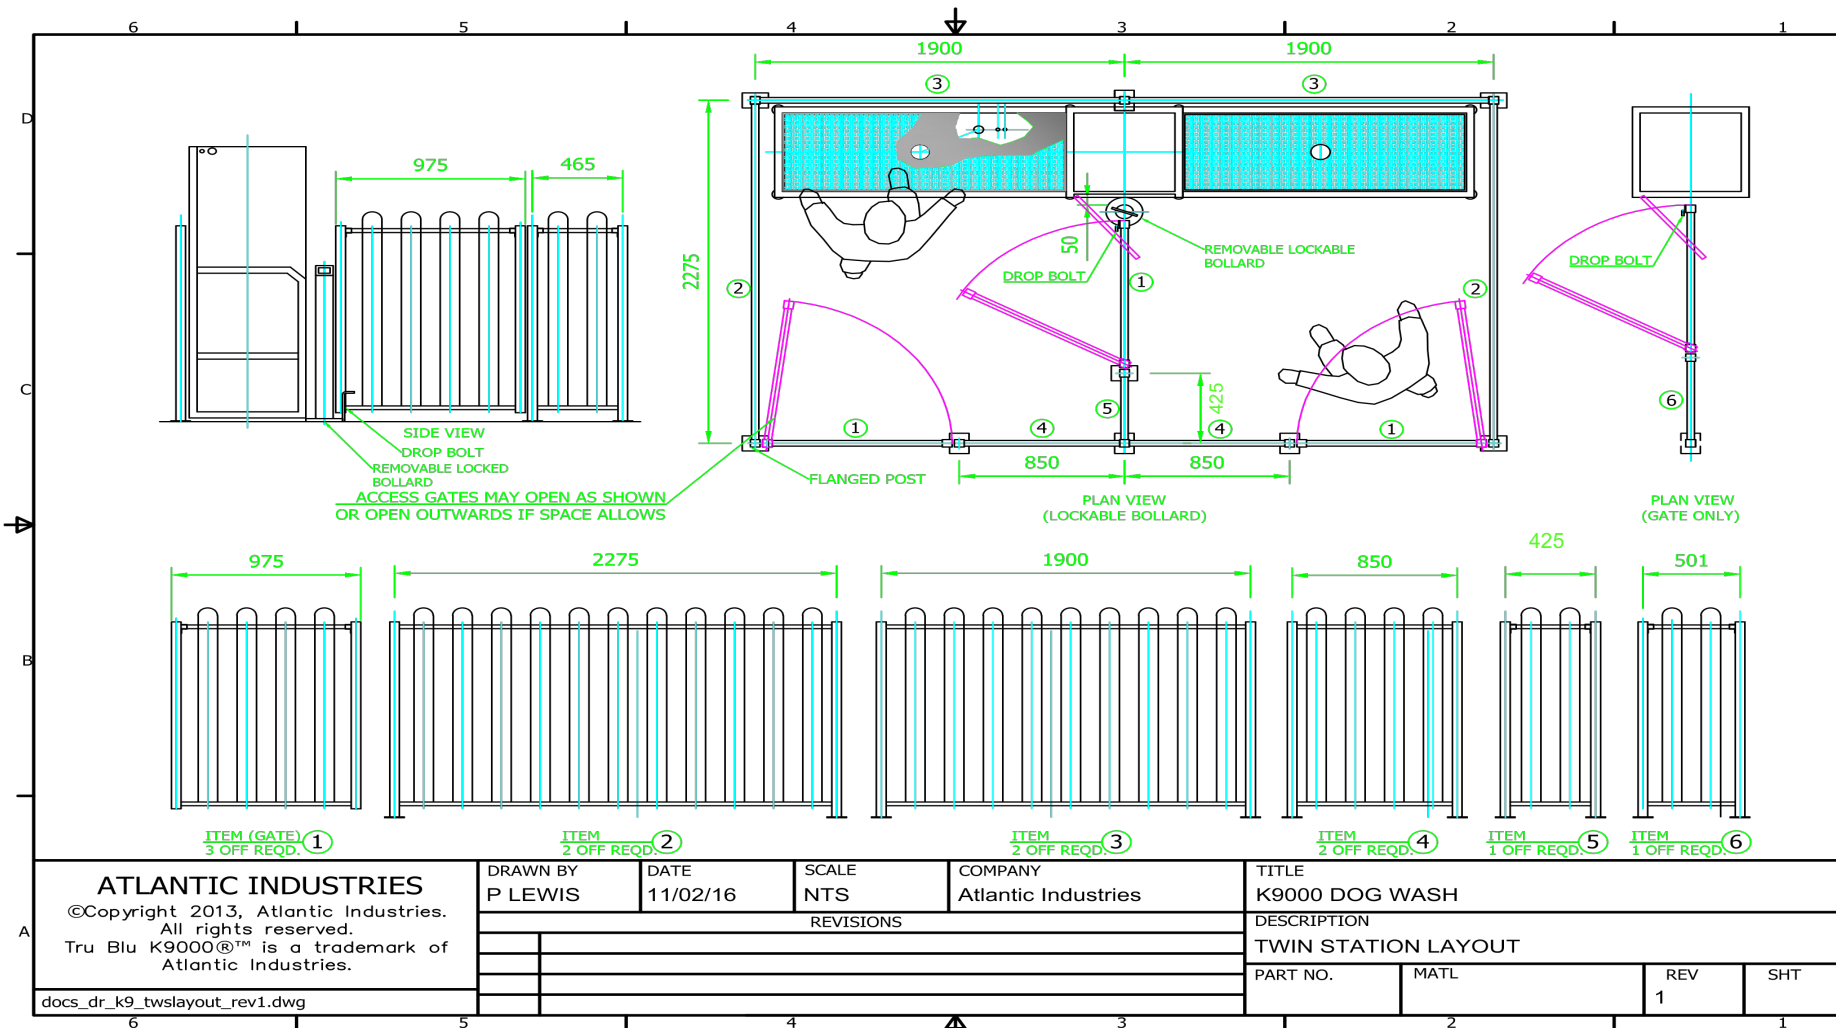 6 5 4 3 2 1
D
C
B
A
1900 1900
3 3
975 465
2275
2 2
50
DROP BOLT
1
REMOVABLE LOCKABLE
BOLLARD
DROP BOLT
425
5
6
1 4 4 1
850 850
FLANGED POST
SIDE VIEW
DROP BOLT
REMOVABLE LOCKED
BOLLARD
ACCESS GATES MAY OPEN AS SHOWN
OR OPEN OUTWARDS IF SPACE ALLOWS
PLAN VIEW
(LOCKABLE BOLLARD)
PLAN VIEW
(GATE ONLY)
975 2275 1900 850 425 501
ITEM (GATE) 1
3 OFF REQD.
ITEM 2
2 OFF REQD.
ITEM 3
2 OFF REQD.
ITEM 4
2 OFF REQD.
ITEM 5
1 OFF REQD.
ITEM 6
1 OFF REQD.
ATLANTIC INDUSTRIES
©Copyright 2013, Atlantic Industries.
All rights reserved.
Tru Blu K9000®™ is a trademark of
Atlantic Industries.
docs_dr_k9_twslayout_rev1.dwg
DRAWN BY
P LEWIS
DATE
11/02/16
SCALE
NTS
COMPANY
Atlantic Industries
REVISIONS
TITLE
K9000 DOG WASH
DESCRIPTION
TWIN STATION LAYOUT
PART NO.
MATL
REV
1
SHT
6 5 4 3 2 1